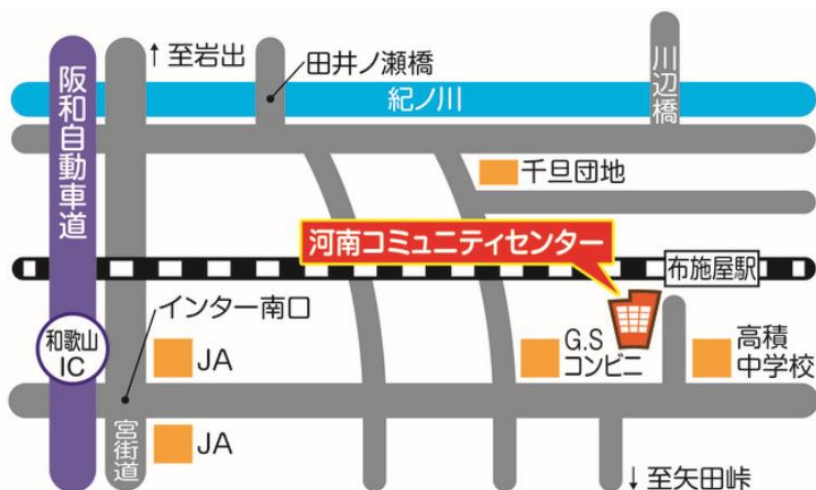 ↑至岩出
田井ノ瀬橋
川辺橋
阪和自動車道
紀ノ川
千旦団地
河南コミュニティセンター
布施屋駅
インター南口
和歌山
IC
JA
G.S
コンビニ
高積
中学校
宮街道
JA
↓至矢田峠